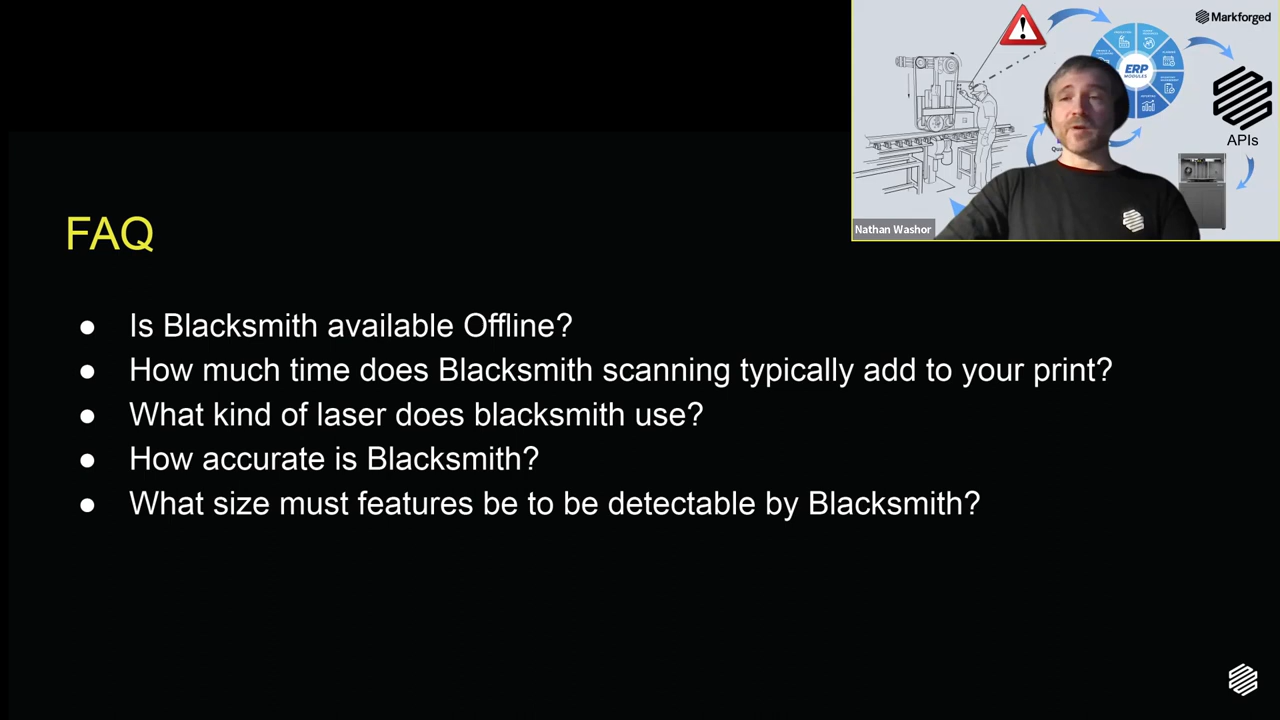 Markforged
ERP
MODULES
APIs
Nathan Washor
FAQ
● Is Blacksmith available Offline?
● How much time does Blacksmith scanning typically add to your print?
● What kind of laser does blacksmith use?
● How accurate is Blacksmith?
● What size must features be to be detectable by Blacksmith?